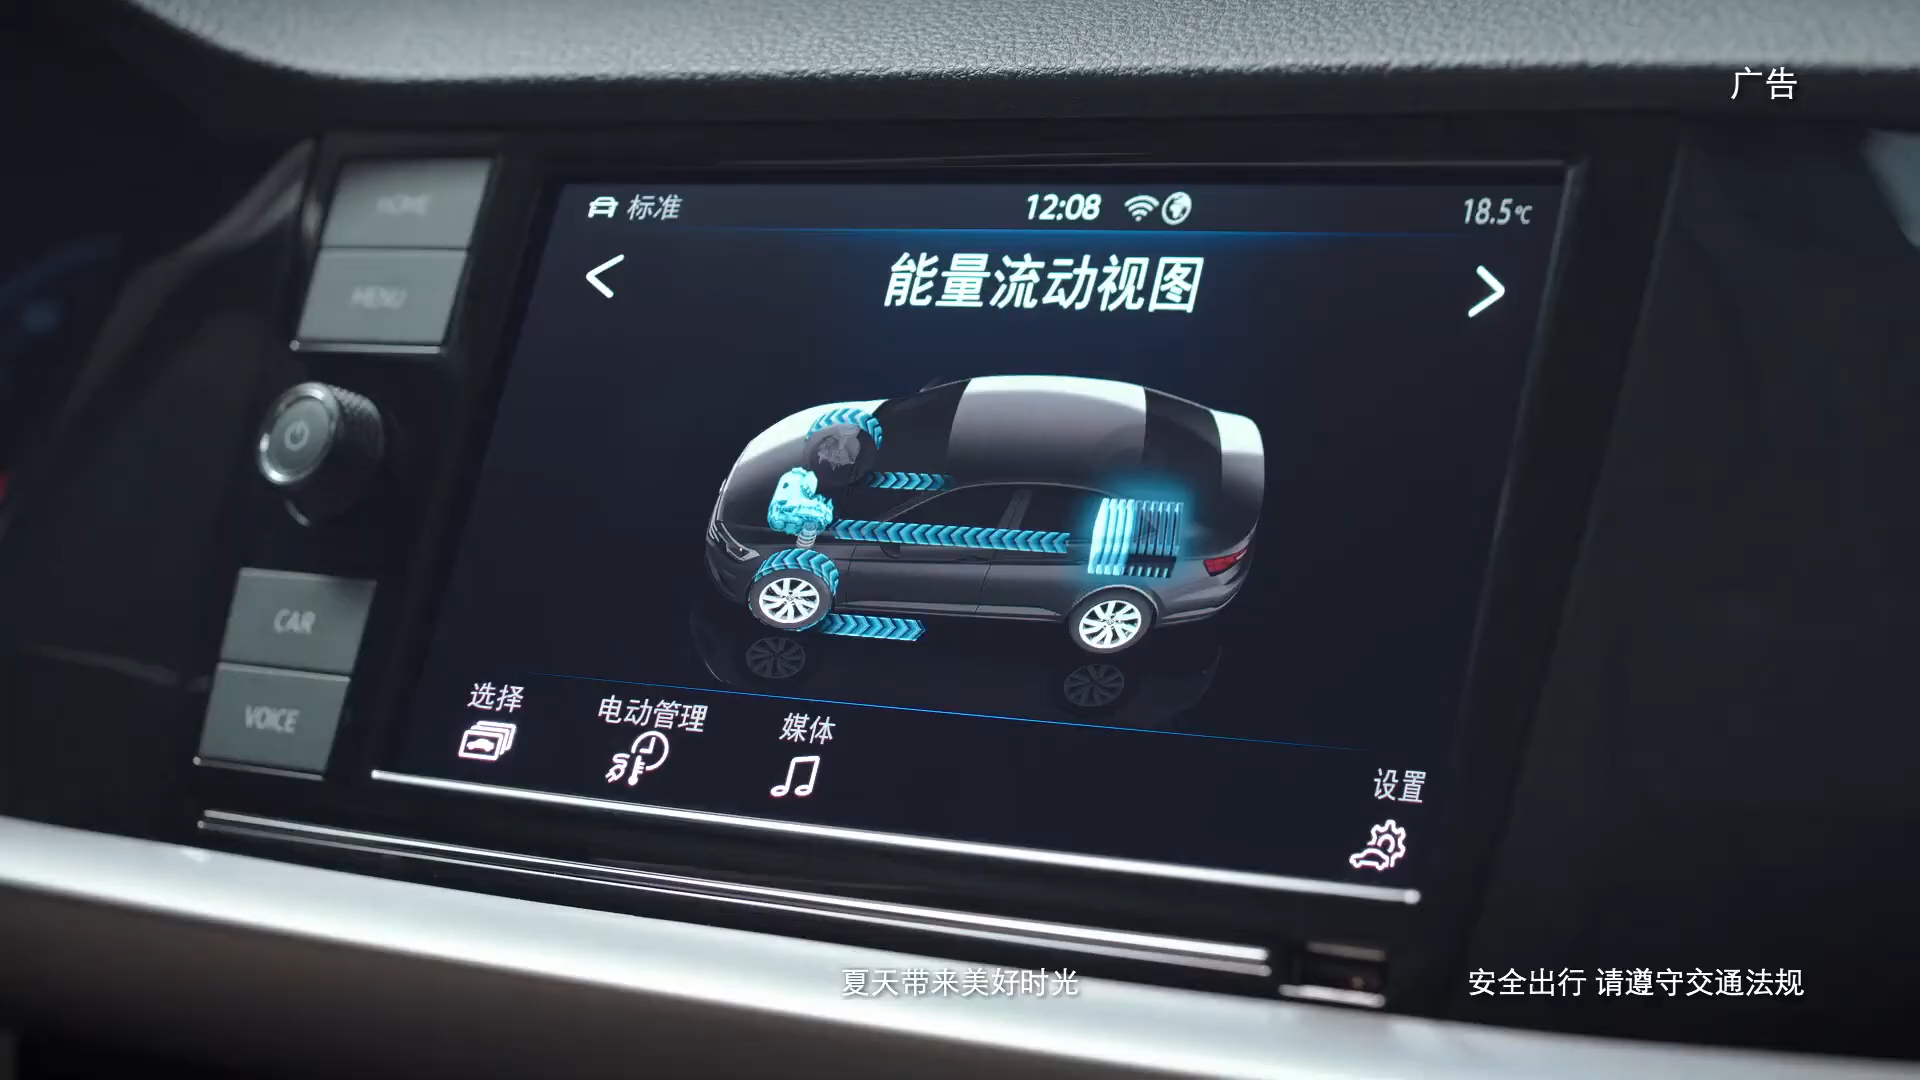 广告
HOME
标准
12:08
18.5℃
能量流动视图
MENU
CAR
VOICE
选择
电动管理
媒体
设置
夏天带来美好时光
安全出行 请遵守交通法规